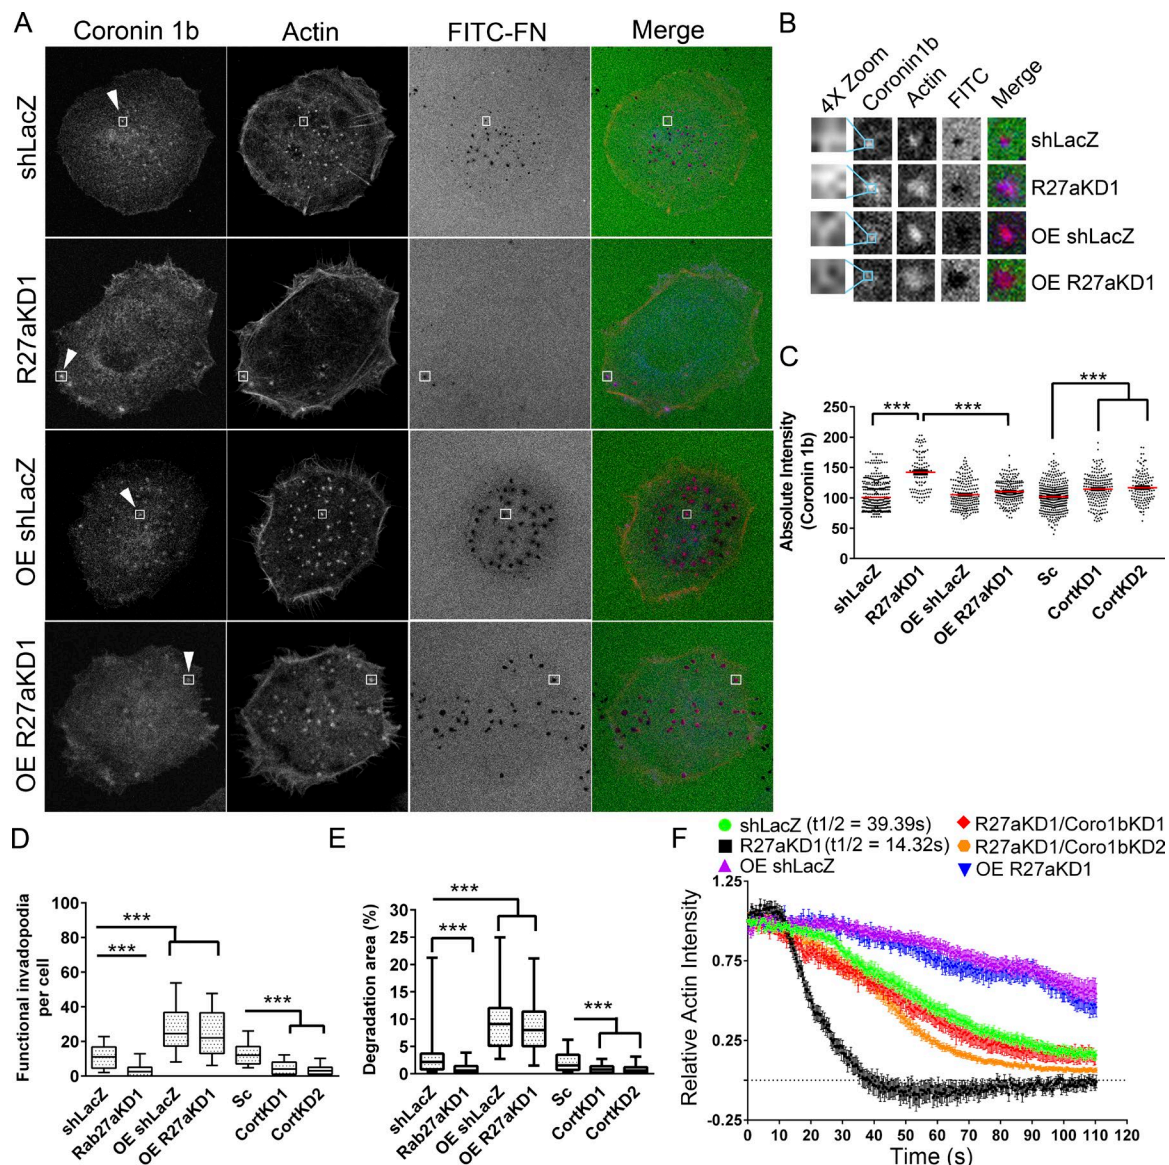 A
Coronin 1b
Actin
FITC-FN
Merge
shLacZ
R27aKD1
OE shLacZ
OE R27aKD1
B
4X Zoom
Coronin1b
Actin
FITC
Merge
shLacZ
R27aKD1
OE shLacZ
OE R27aKD1
C
Absolute Intensity
(Coronin 1b)
250
200
150
100
50
0
***
***
***
shLacZ
R27aKD1
OE shLacZ
OE R27aKD1
Sc
CortKD1
CortKD2
D
Functional invadopodia
per cell
100
80
60
40
20
0
***
***
***
shLacZ
Rab27aKD1
OE shLacZ
OE R27aKD1
Sc
CortKD1
CortKD2
E
Degradation area (%)
30
25
20
15
10
5
0
***
***
***
shLacZ
Rab27aKD1
OE shLacZ
OE R27aKD1
Sc
CortKD1
CortKD2
F
shLacZ (t1/2 = 39.39s)
R27aKD1(t1/2 = 14.32s)
OE shLacZ
R27aKD1/Coro1bKD1
R27aKD1/Coro1bKD2
OE R27aKD1
Relative Actin Intensity
1.25
0.75
0.25
-0.25
0 10 20 30 40 50 60 70 80 90 100 110 120
Time (s)